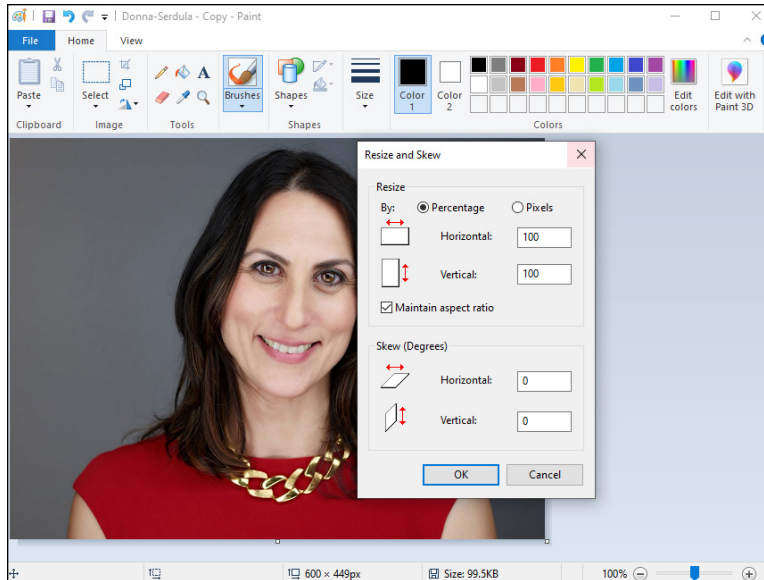 Donna-Serdula - Copy - Paint
File Home View
Paste
Select
Brushes
Shapes
Size
Color 1
Color 2
Edit colors
Edit with Paint 3D
Clipboard
Image
Tools
Shapes
Colors
Resize and Skew
Resize
By: Percentage Pixels
Horizontal: 100
Vertical: 100
Maintain aspect ratio
Skew (Degrees)
Horizontal: 0
Vertical: 0
OK Cancel
600 × 449px Size: 99.5KB 100%